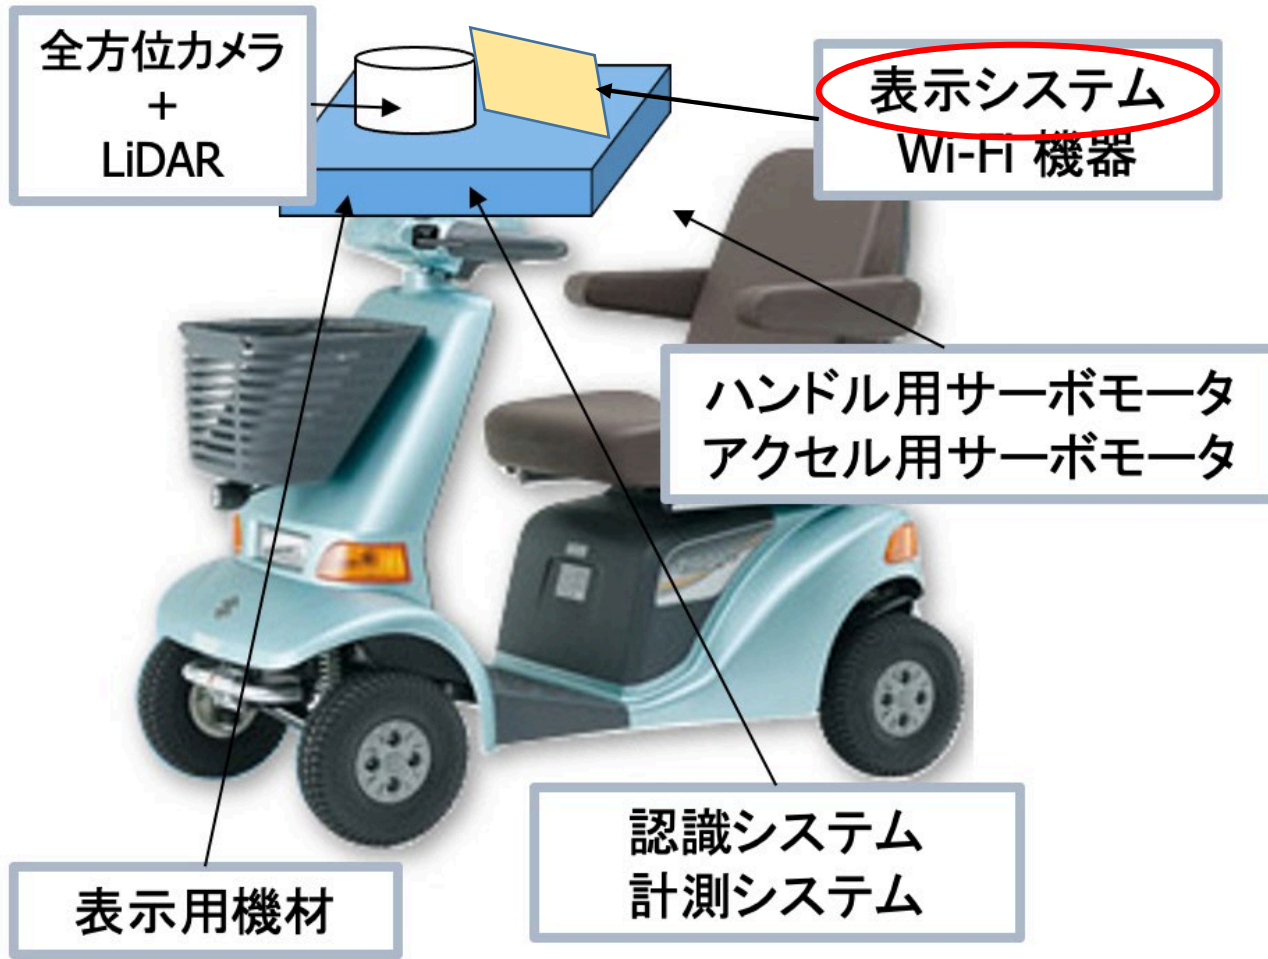 全方位カメラ
+
LiDAR
表示システム
Wi-Fi 機器
ハンドル用サーボモータ
アクセル用サーボモータ
認識システム
計測システム
表示用機材